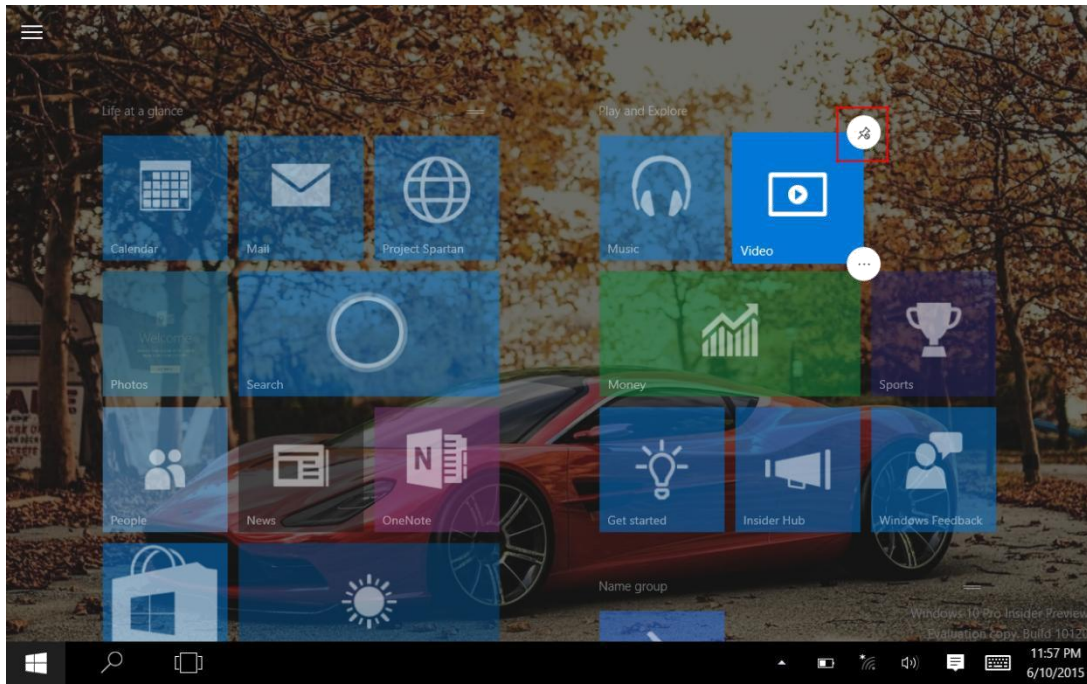 Life at a glance
Play and Explore
Calendar
Mail
Project Spartan
Music
Video
Welcome
Photos
Search
Money
Sports
People
News
N
OneNote
Get started
Insider Hub
Windows Feedback
Name group
Windows 10 Pro Insider Preview
Evaluation copy. Build 1012
11:57 PM
6/10/2015